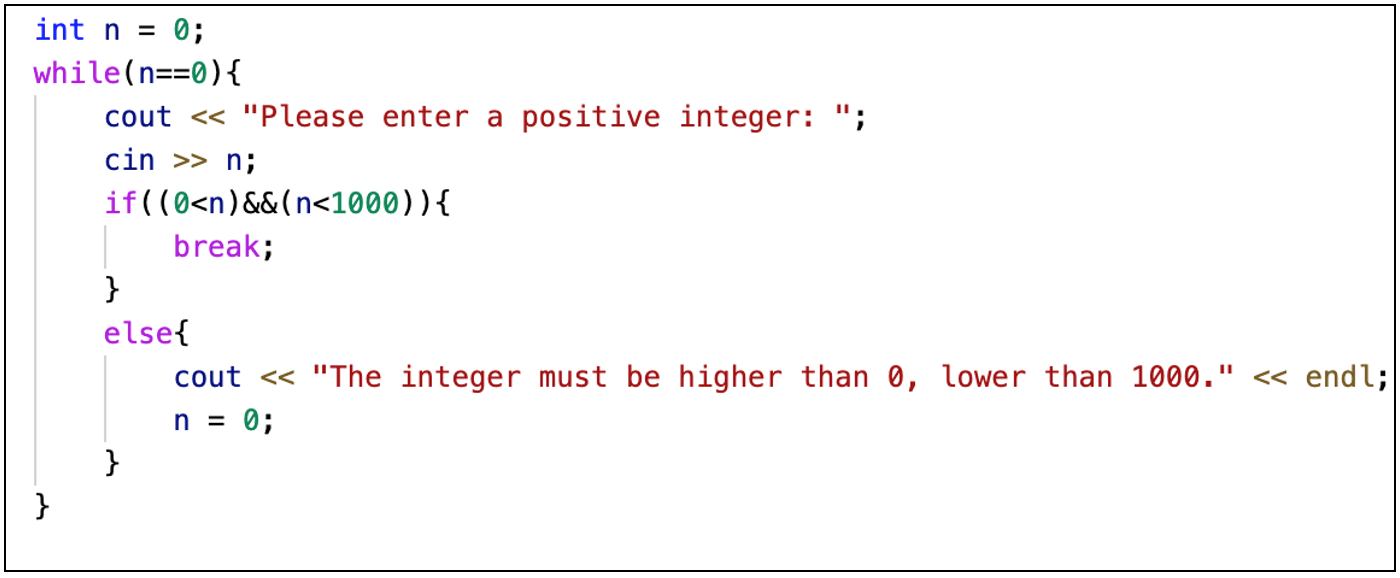 int n = 0;
while(n==0){
    cout << "Please enter a positive integer: ";
    cin >> n;
    if((0<n)&&(n<1000)){
        break;
    }
    else{
        cout << "The integer must be higher than 0, lower than 1000." << endl;
        n = 0;
    }
}